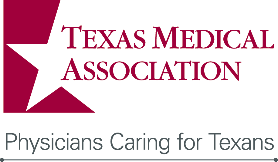 TEXAS MEDICAL
ASSOCIATION
Physicians Caring for Texans